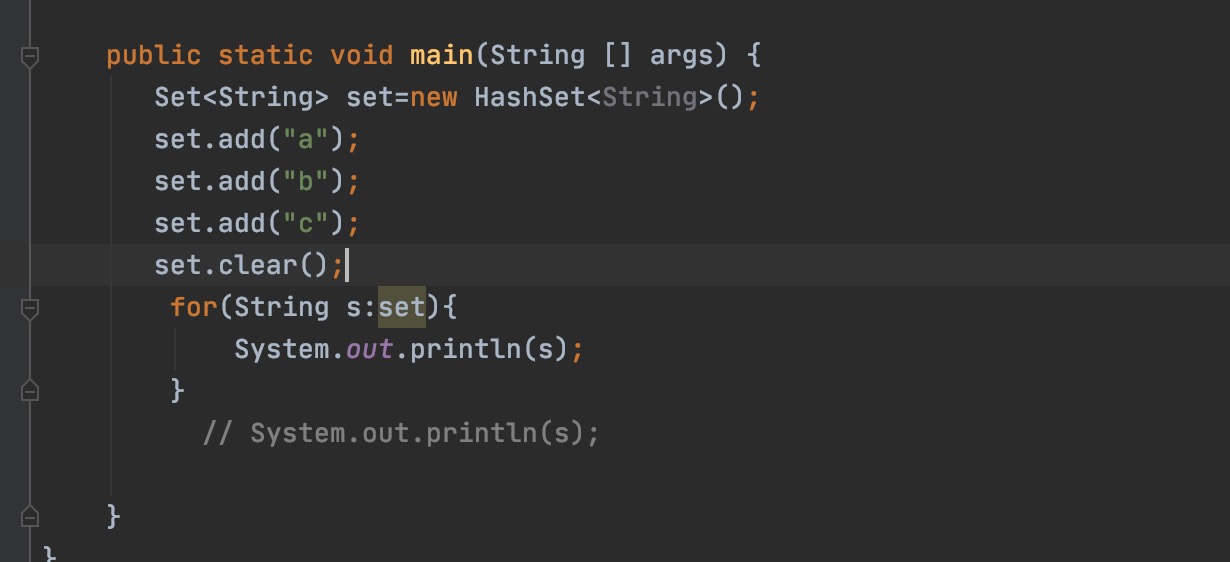 public static void main(String [] args) {
Set<String> set=new HashSet<String>();
set.add("a");
set.add("b");
set.add("c");
set.clear();
for(String s:set){
System.out.println(s);
}
// System.out.println(s);
}
}